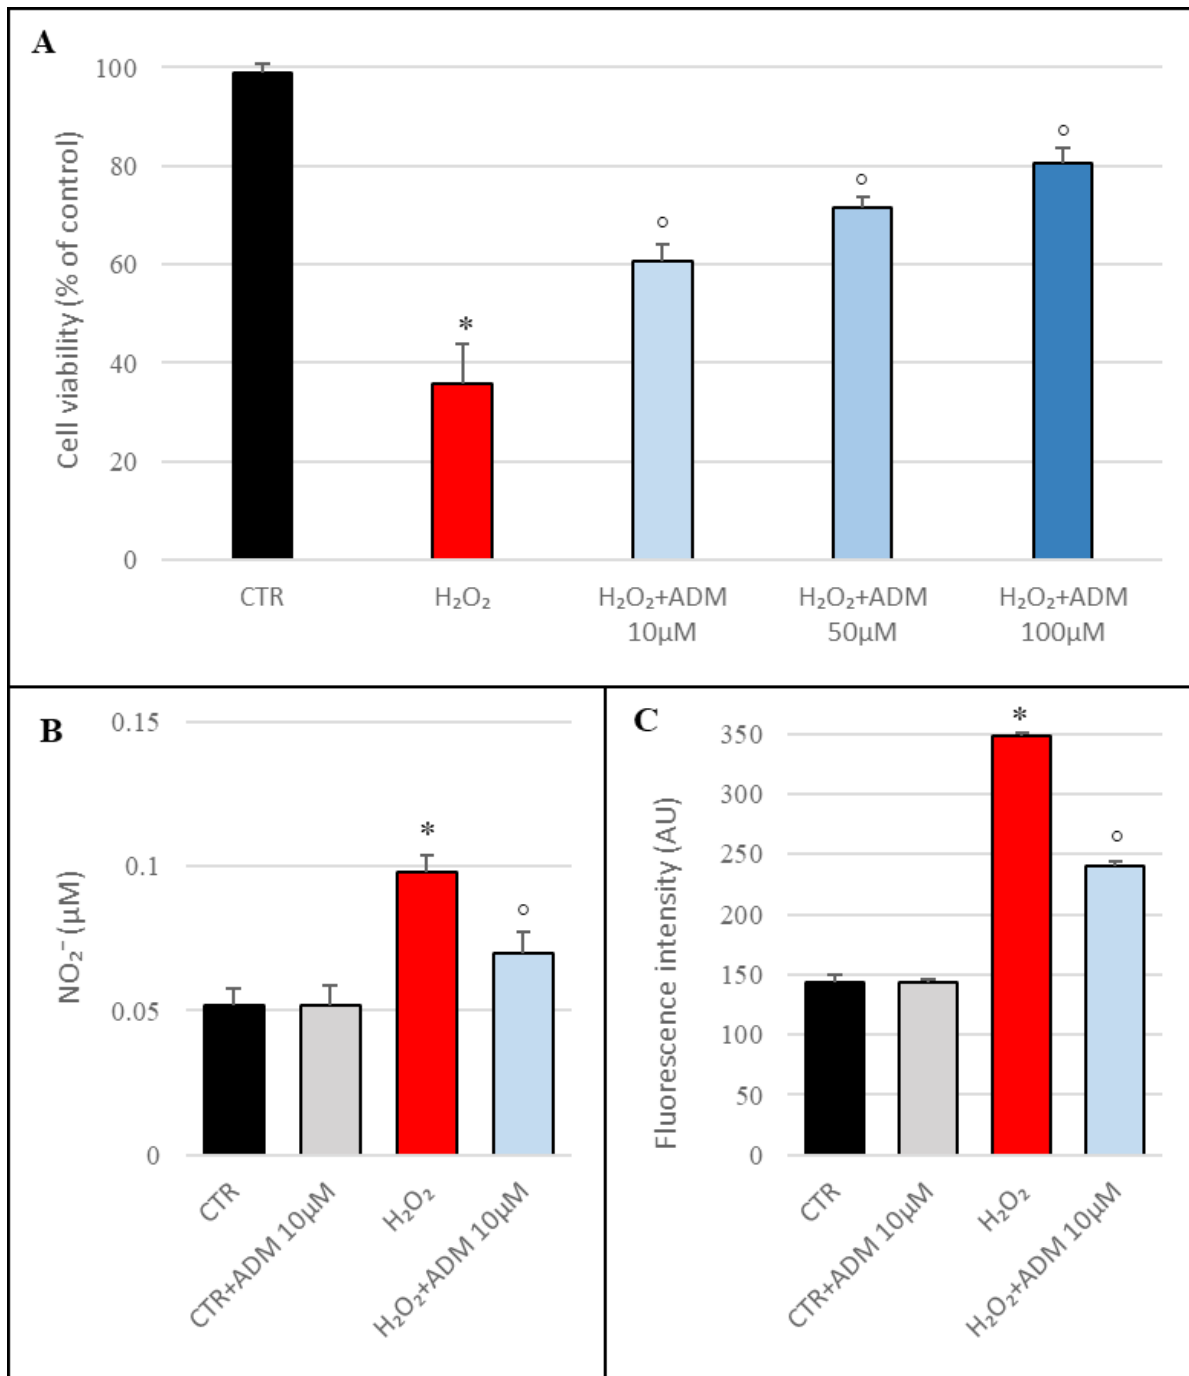 A
Cell viability (% of control)
100
80
60
40
20
0
*
°
°
°
CTR
H₂O₂
H₂O₂+ADM
10µM
H₂O₂+ADM
50µM
H₂O₂+ADM
100µM
B
NO₂⁻ (µM)
0.15
0.1
0.05
0
*
°
CTR
CTR+ADM 10µM
H₂O₂
H₂O₂+ADM 10µM
C
Fluorescence intensity (AU)
350
300
250
200
150
100
50
0
*
°
CTR
CTR+ADM 10µM
H₂O₂
H₂O₂+ADM 10µM